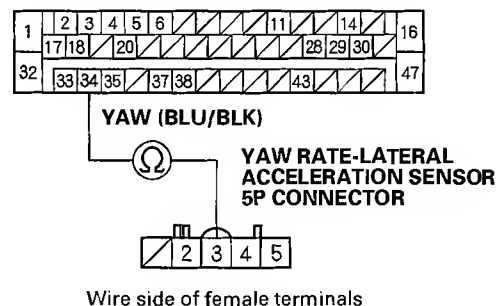 1 2 3 4 5 6 11 14 16
17 18 20 28 29 30
32 33 34 35 37 38 43 47
YAW (BLU/BLK)
Ω
YAW RATE-LATERAL
ACCELERATION SENSOR
5P CONNECTOR
2 3 4 5
Wire side of female terminals